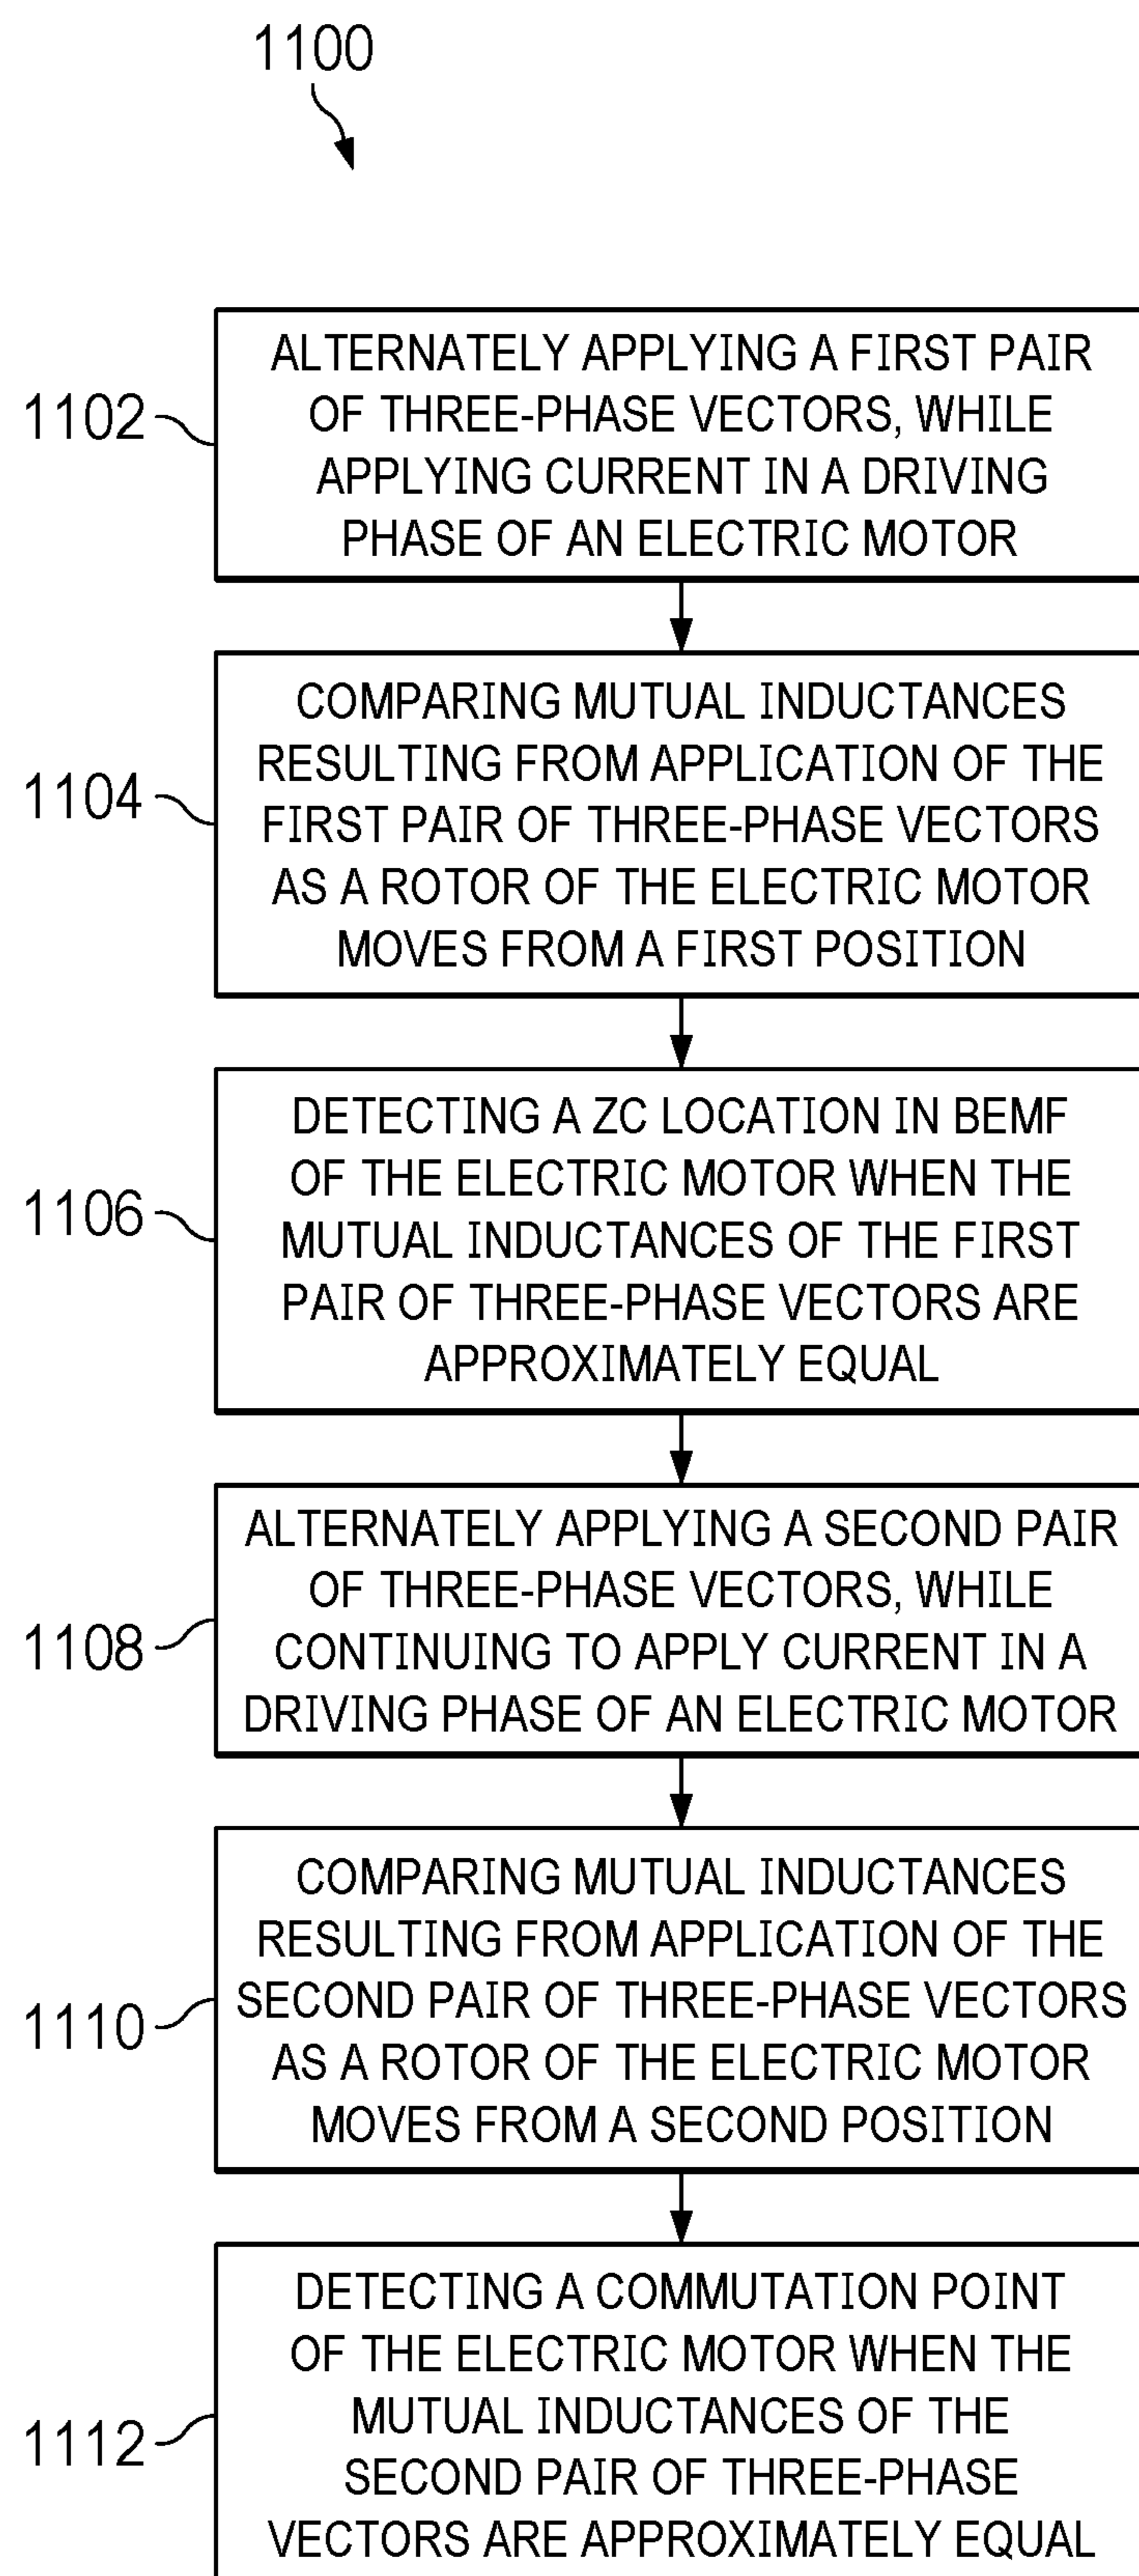 1100
1102
ALTERNATELY APPLYING A FIRST PAIR
OF THREE-PHASE VECTORS, WHILE
APPLYING CURRENT IN A DRIVING
PHASE OF AN ELECTRIC MOTOR
1104
COMPARING MUTUAL INDUCTANCES
RESULTING FROM APPLICATION OF THE
FIRST PAIR OF THREE-PHASE VECTORS
AS A ROTOR OF THE ELECTRIC MOTOR
MOVES FROM A FIRST POSITION
1106
DETECTING A ZC LOCATION IN BEMF
OF THE ELECTRIC MOTOR WHEN THE
MUTUAL INDUCTANCES OF THE FIRST
PAIR OF THREE-PHASE VECTORS ARE
APPROXIMATELY EQUAL
1108
ALTERNATELY APPLYING A SECOND PAIR
OF THREE-PHASE VECTORS, WHILE
CONTINUING TO APPLY CURRENT IN A
DRIVING PHASE OF AN ELECTRIC MOTOR
1110
COMPARING MUTUAL INDUCTANCES
RESULTING FROM APPLICATION OF THE
SECOND PAIR OF THREE-PHASE VECTORS
AS A ROTOR OF THE ELECTRIC MOTOR
MOVES FROM A SECOND POSITION
1112
DETECTING A COMMUTATION POINT
OF THE ELECTRIC MOTOR WHEN THE
MUTUAL INDUCTANCES OF THE
SECOND PAIR OF THREE-PHASE
VECTORS ARE APPROXIMATELY EQUAL